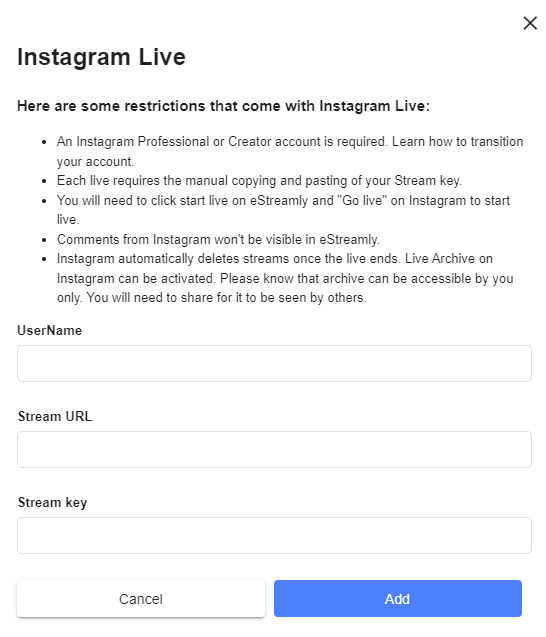 Instagram Live
Here are some restrictions that come with Instagram Live:
• An Instagram Professional or Creator account is required. Learn how to transition
your account.
• Each live requires the manual copying and pasting of your Stream key.
• You will need to click start live on eStreamly and "Go live" on Instagram to start
live.
• Comments from Instagram won't be visible in eStreamly.
• Instagram automatically deletes streams once the live ends. Live Archive on
Instagram can be activated. Please know that archive can be accessible by you
only. You will need to share for it to be seen by others.
UserName
Stream URL
Stream key
Cancel Add